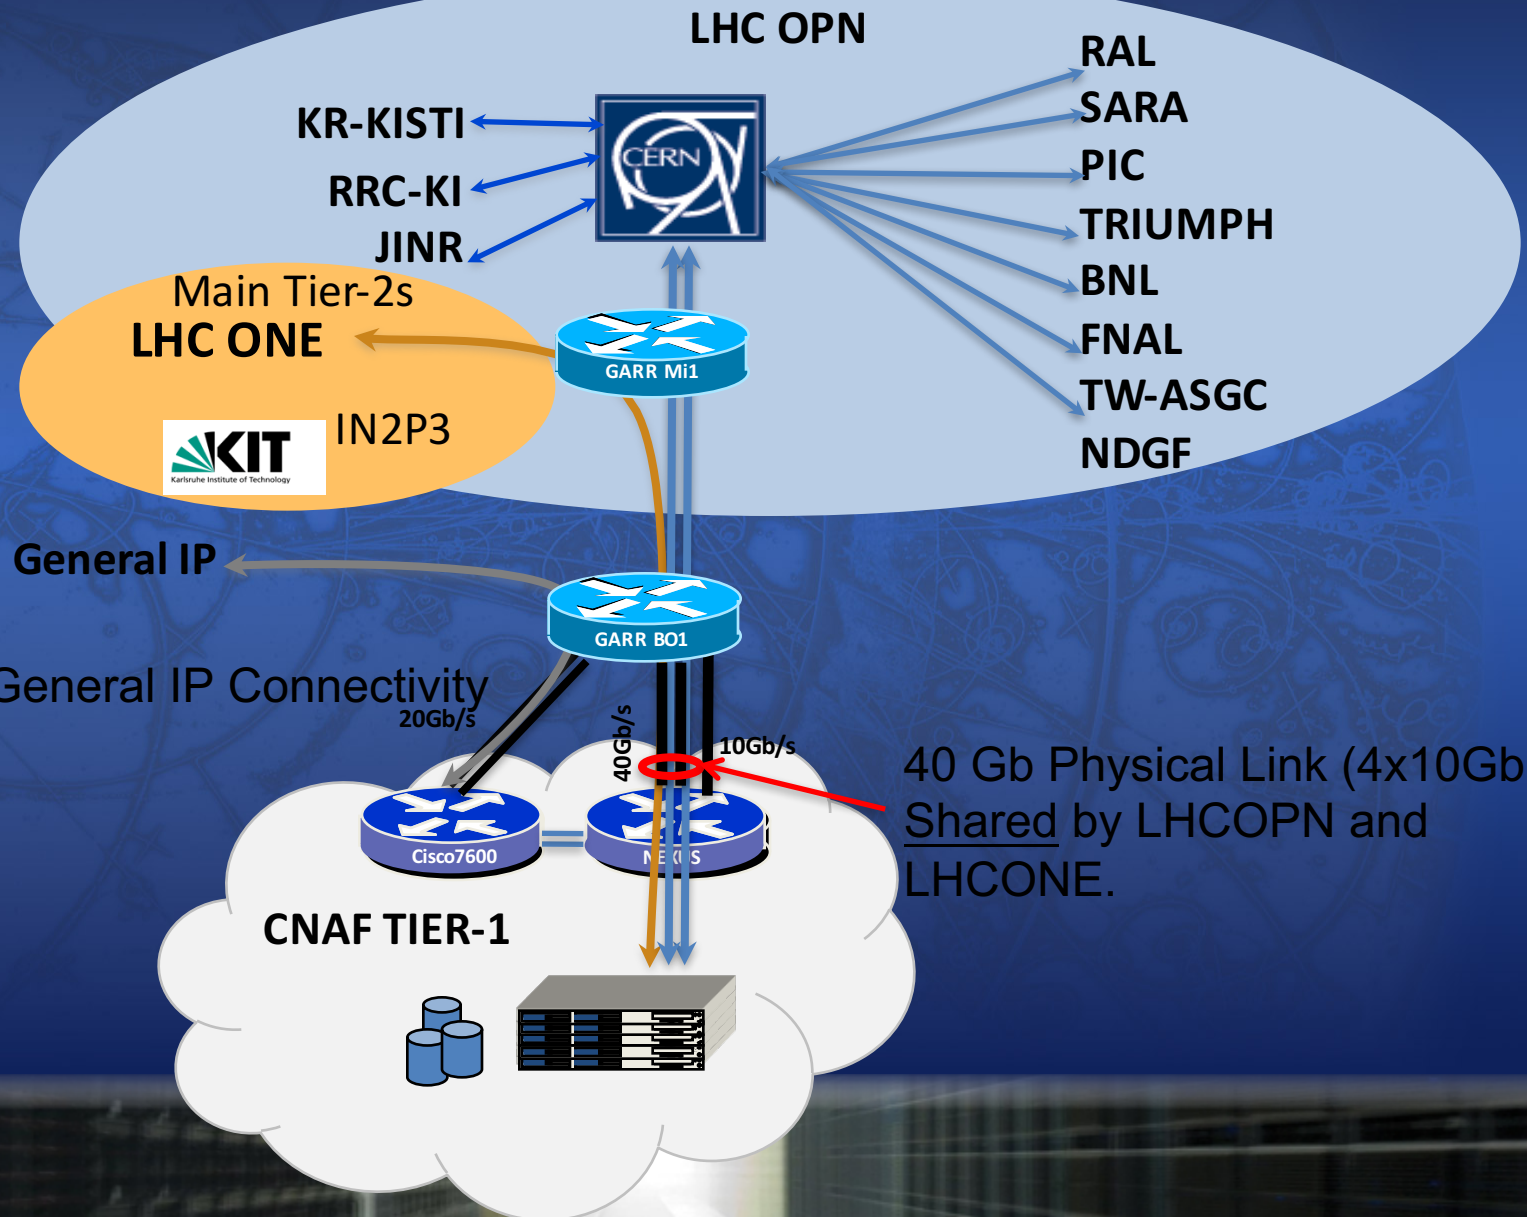 LHC OPN
RAL
KR-KISTI
SARA
CERN
PIC
RRC-KI
TRIUMPH
JINR
BNL
Main Tier-2s
LHC ONE
FNAL
GARR Mi1
TW-ASGC
IN2P3
KIT
Karlsruhe Institute of Technology
NDGF
General IP
GARR BO1
General IP Connectivity
20Gb/s
40Gb/s
10Gb/s
40 Gb Physical Link (4x10Gb
Shared by LHCOPN and
LHCONE.
Cisco7600
NEXUS
CNAF TIER-1